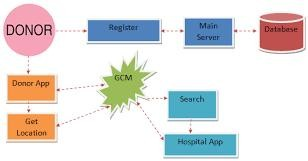 DONOR
Register
Main
Server
Database
Donor App
GCM
Search
Get
Location
Hospital App